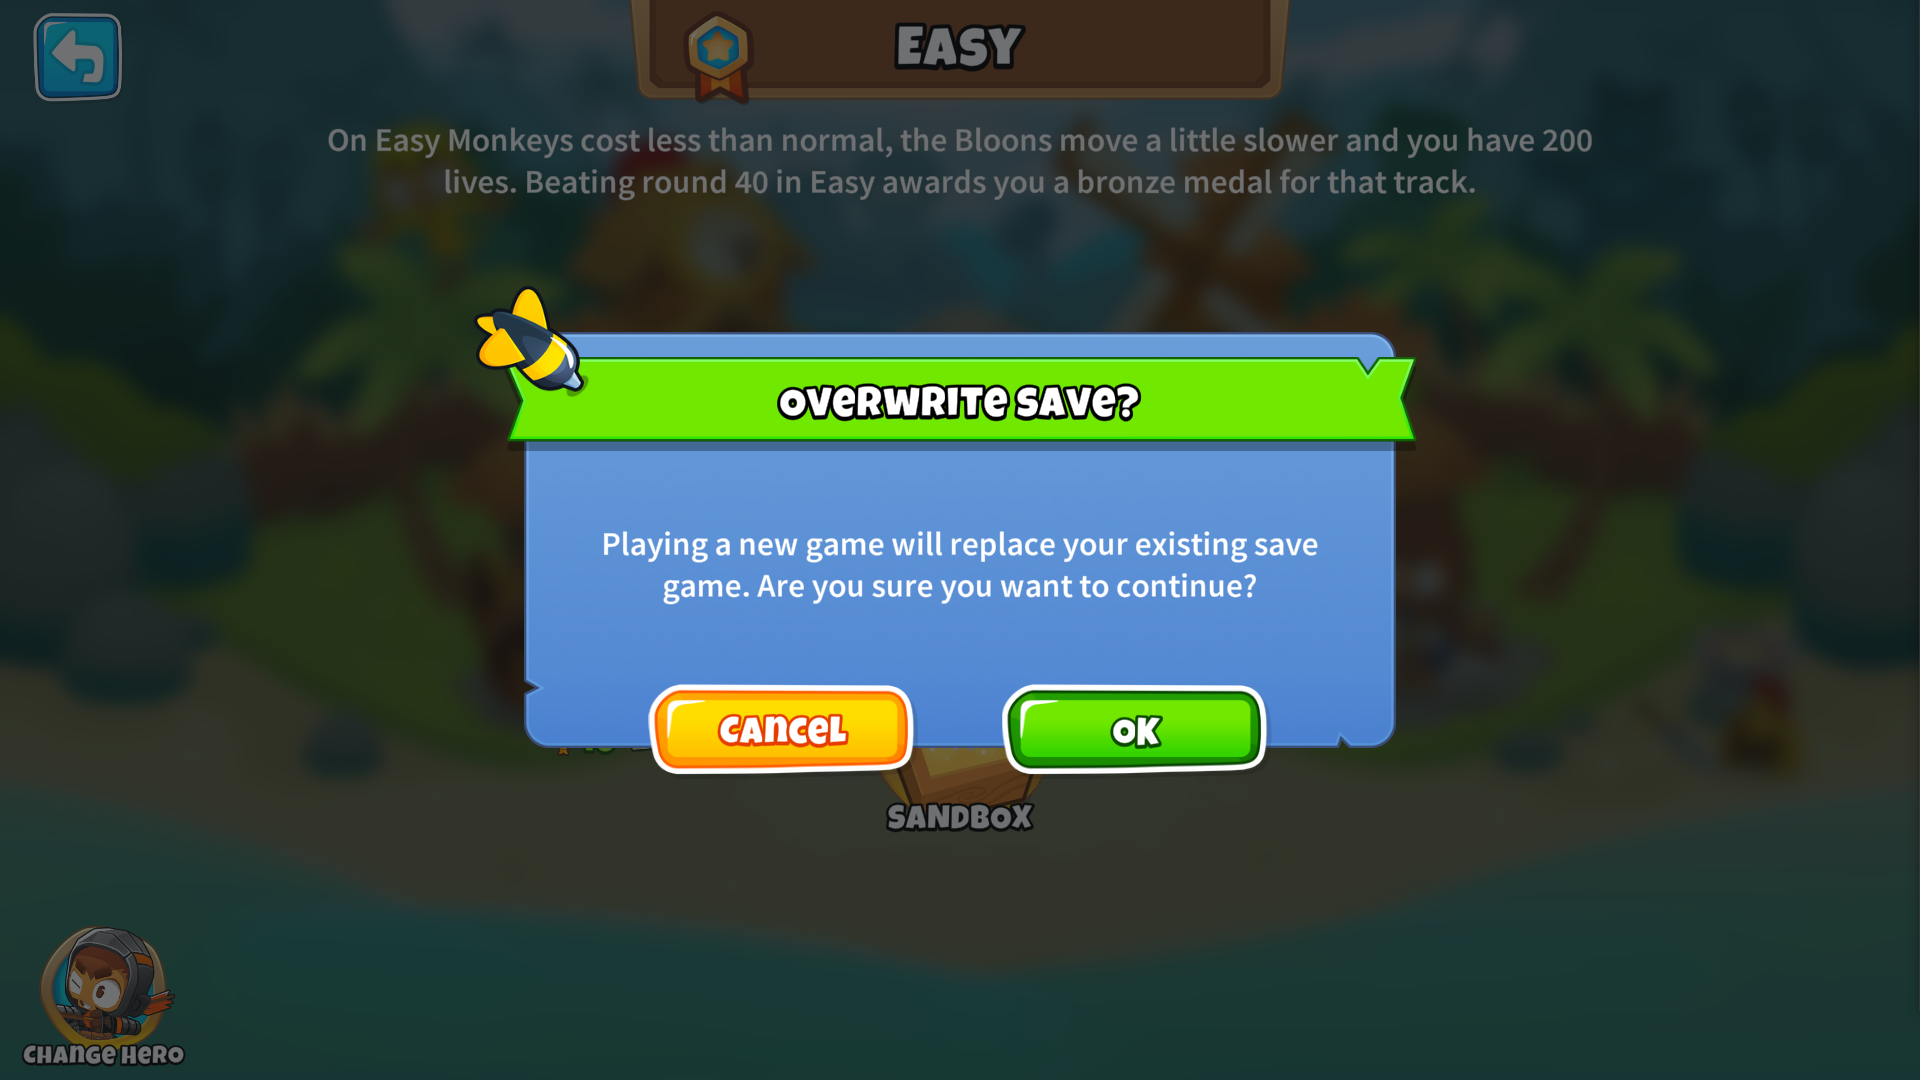 EASY
On Easy Monkeys cost less than normal, the Bloons move a little slower and you have 200
lives. Beating round 40 in Easy awards you a bronze medal for that track.
OVERWRITE SAVE?
Playing a new game will replace your existing save
game. Are you sure you want to continue?
CANCEL
OK
SANDBOX
CHANGE HERO